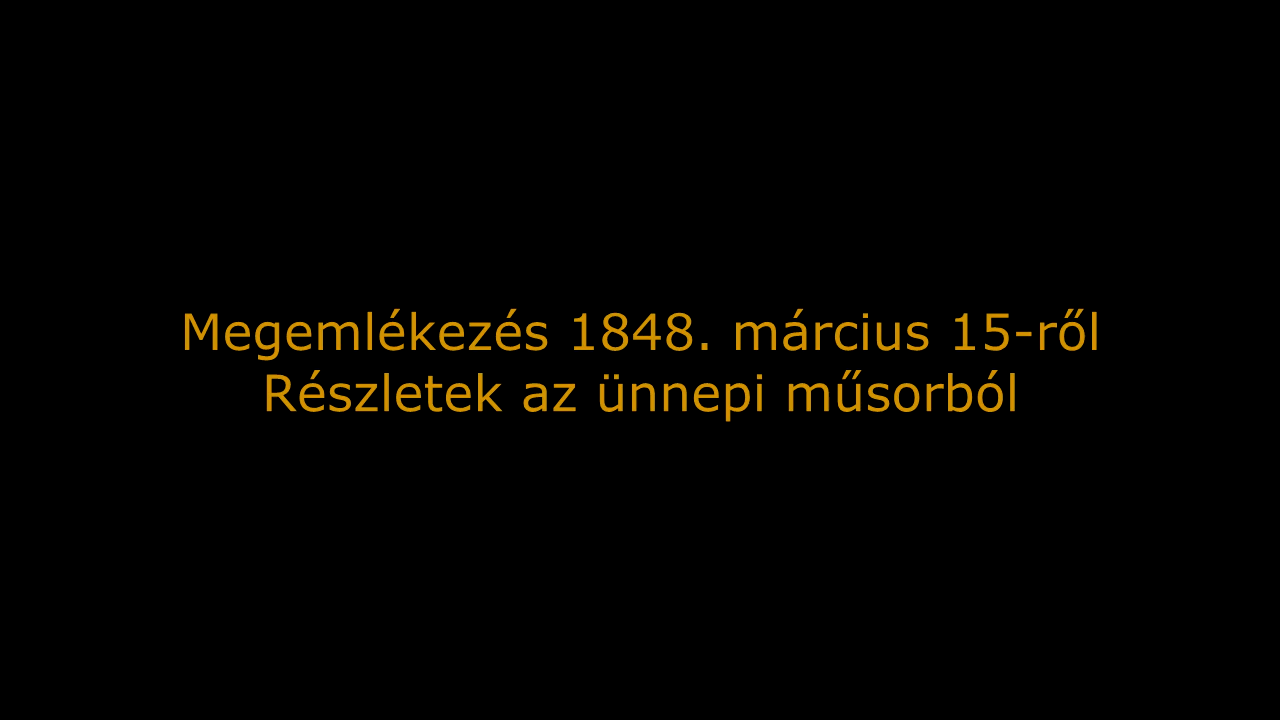 Megemlékezés 1848. március 15-ről
Részletek az ünnepi műsorból